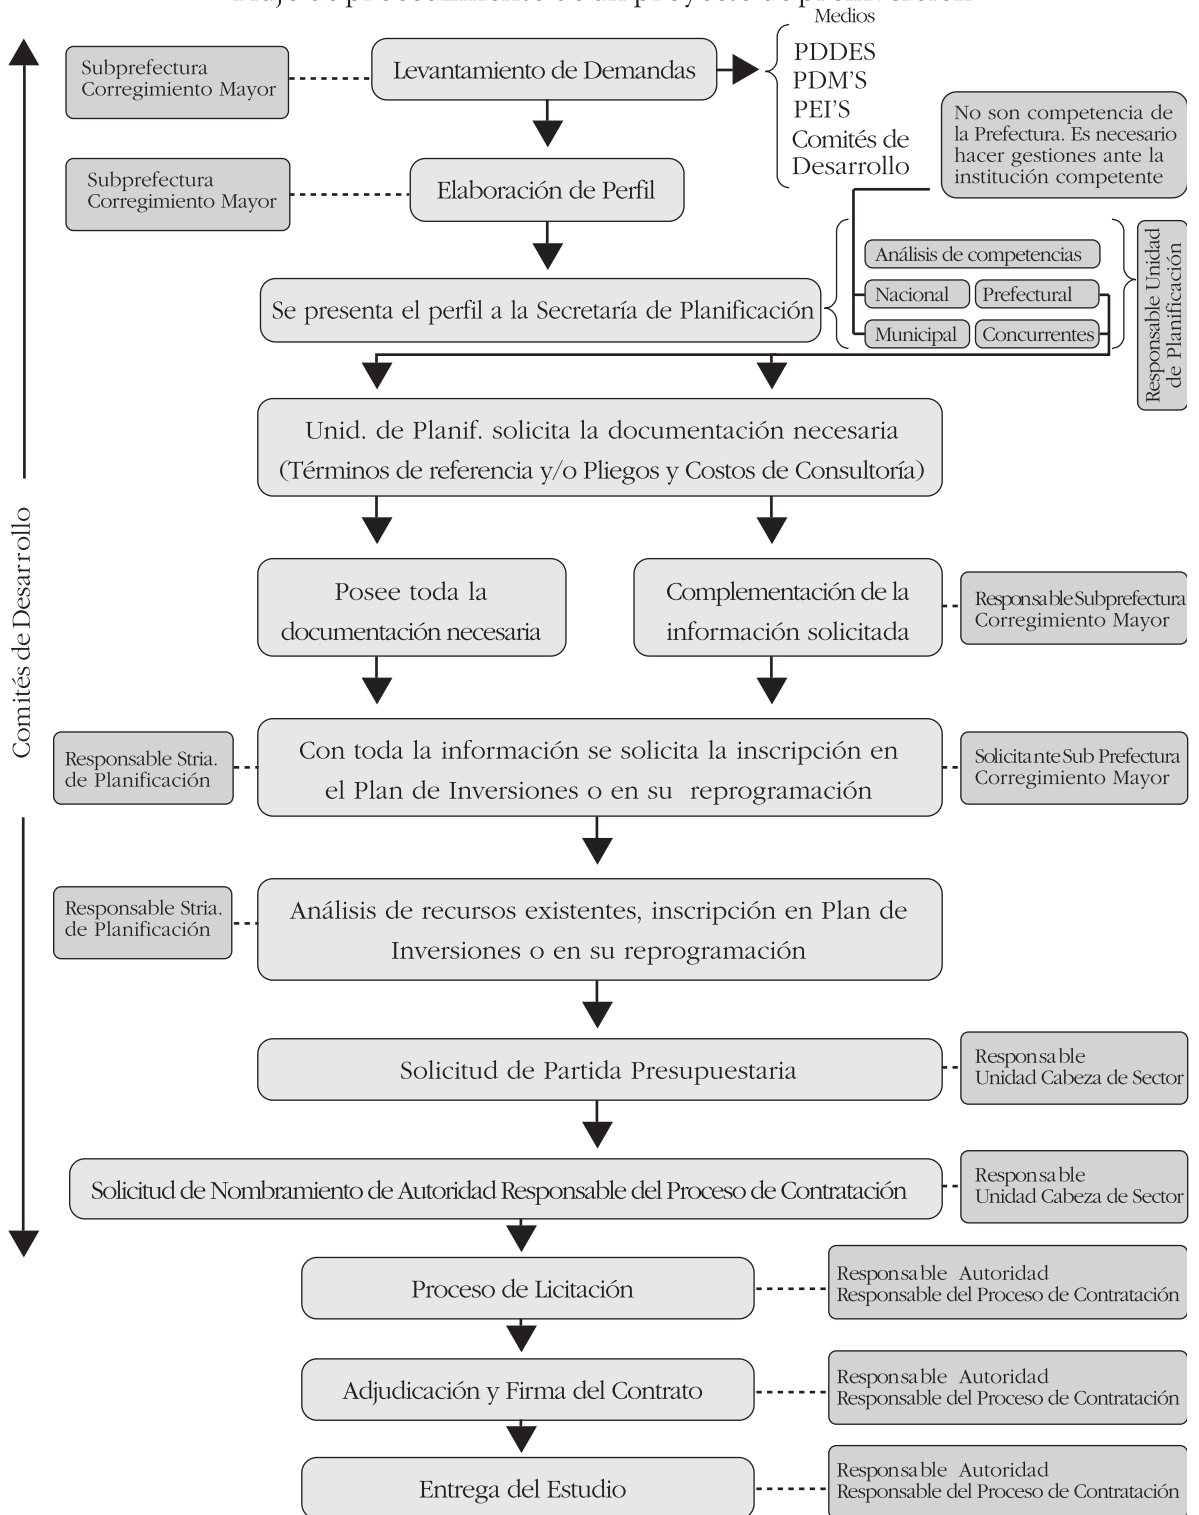 Flujo de procedimiento de un proyecto de preinversión
Medios
Subprefectura
Corregimiento Mayor
Levantamiento de Demandas
PDDES
PDM'S
PEI'S
Comités de
Desarrollo
No son competencia de
la Prefectura. Es necesario
hacer gestiones ante la
institución competente
Subprefectura
Corregimiento Mayor
Elaboración de Perfil
Se presenta el perfil a la Secretaría de Planificación
Análisis de competencias
Nacional
Prefectural
Municipal
Concurrentes
Responsable Unidad
de Planificación
Unid. de Planif. solicita la documentación necesaria
(Términos de referencia y/o Pliegos y Costos de Consultoría)
Comités de Desarrollo
Posee toda la
documentación necesaria
Complementación de la
información solicitada
Responsable Subprefectura
Corregimiento Mayor
Responsable Stria.
de Planificación
Con toda la información se solicita la inscripción en
el Plan de Inversiones o en su reprogramación
Solicitante Sub Prefectura
Corregimiento Mayor
Responsable Stria.
de Planificación
Análisis de recursos existentes, inscripción en Plan de
Inversiones o en su reprogramación
Solicitud de Partida Presupuestaria
Responsable
Unidad Cabeza de Sector
Solicitud de Nombramiento de Autoridad Responsable del Proceso de Contratación
Responsable
Unidad Cabeza de Sector
Proceso de Licitación
Responsable Autoridad
Responsable del Proceso de Contratación
Adjudicación y Firma del Contrato
Responsable Autoridad
Responsable del Proceso de Contratación
Entrega del Estudio
Responsable Autoridad
Responsable del Proceso de Contratación